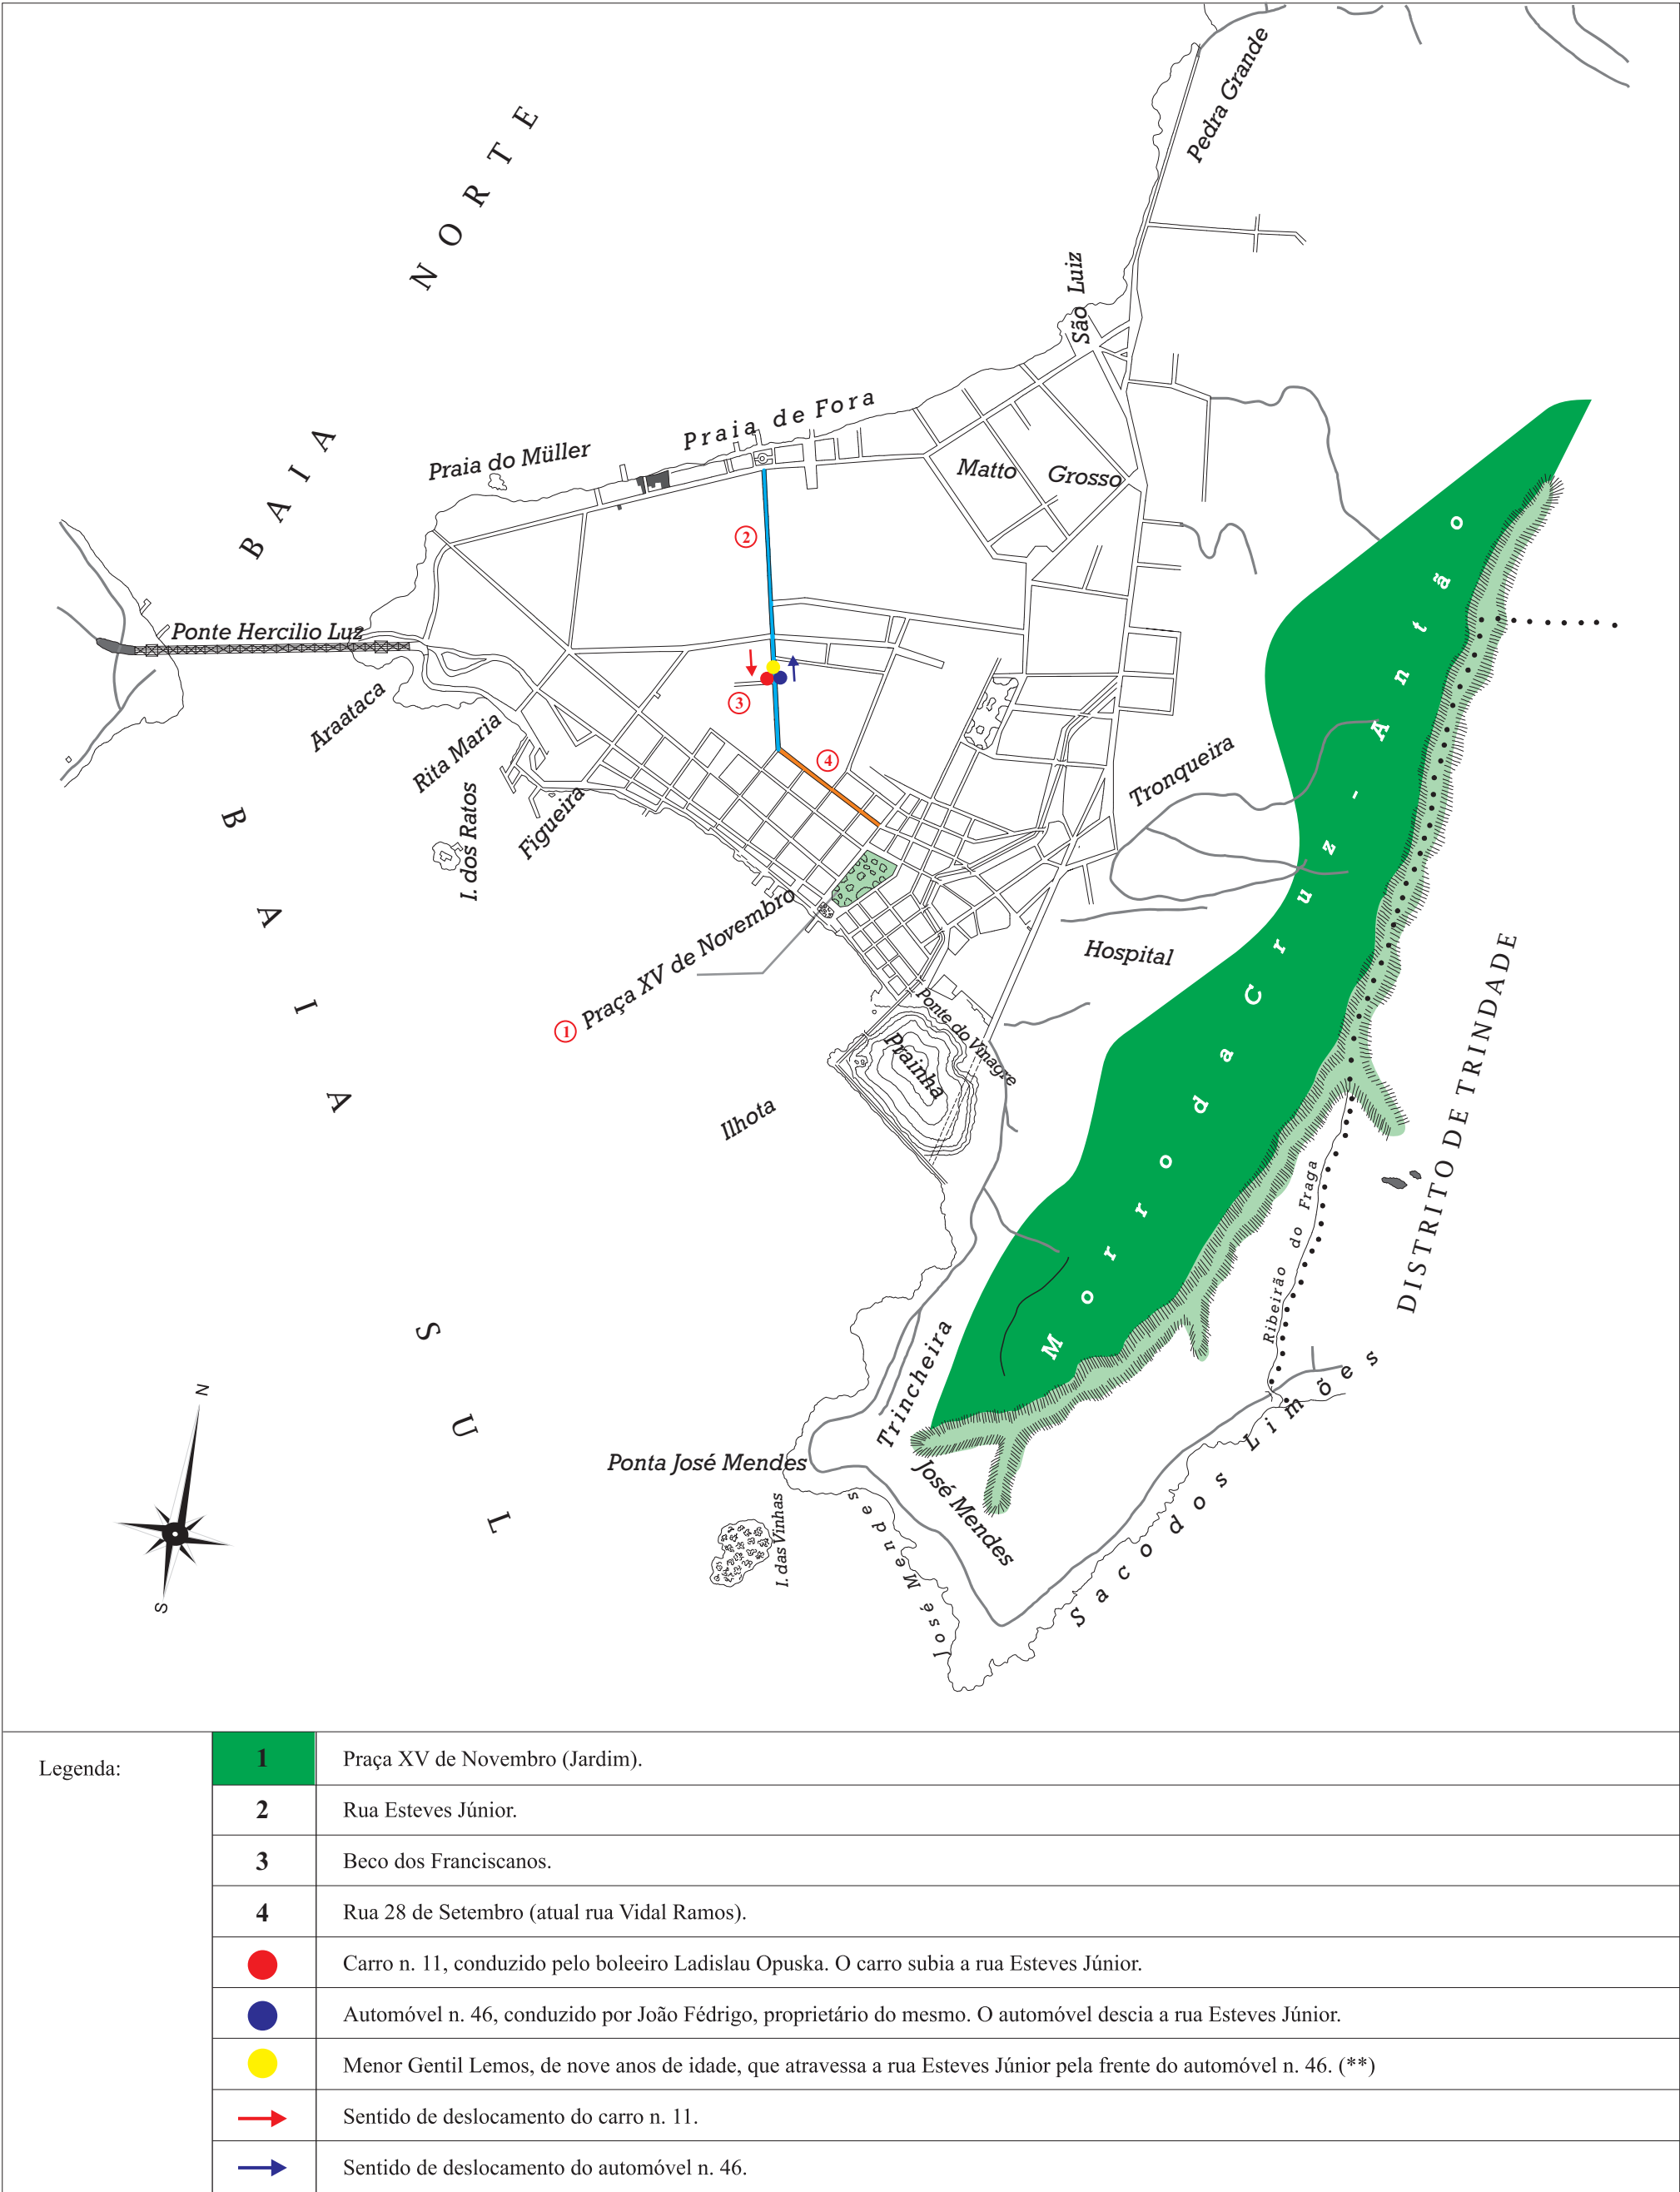 Pedra Grande
BAIA NORTE
São Luiz
Praia de Fora
Praia do Müller
Matto Grosso
2
Ponte Hercilio Luz
3
4
Araataca
Rita Maria
Figueira
I. dos Ratos
Tronqueira
Morro da Cruz - Antão
Hospital
1 Praça XV de Novembro
BAIA SUL
Ponte do Vinagre
Prainha
Ilhota
DISTRITO DE TRINDADE
Ribeirão do Fraga
Trincheira
Saco dos Limões
Ponta José Mendes
José Mendes
José Mendes
I. das Vinhas
N
S
Legenda:
1 Praça XV de Novembro (Jardim).
2 Rua Esteves Júnior.
3 Beco dos Franciscanos.
4 Rua 28 de Setembro (atual rua Vidal Ramos).
Carro n. 11, conduzido pelo boleeiro Ladislau Opuska. O carro subia a rua Esteves Júnior.
Automóvel n. 46, conduzido por João Fédrigo, proprietário do mesmo. O automóvel descia a rua Esteves Júnior.
Menor Gentil Lemos, de nove anos de idade, que atravessa a rua Esteves Júnior pela frente do automóvel n. 46. (**)
Sentido de deslocamento do carro n. 11.
Sentido de deslocamento do automóvel n. 46.